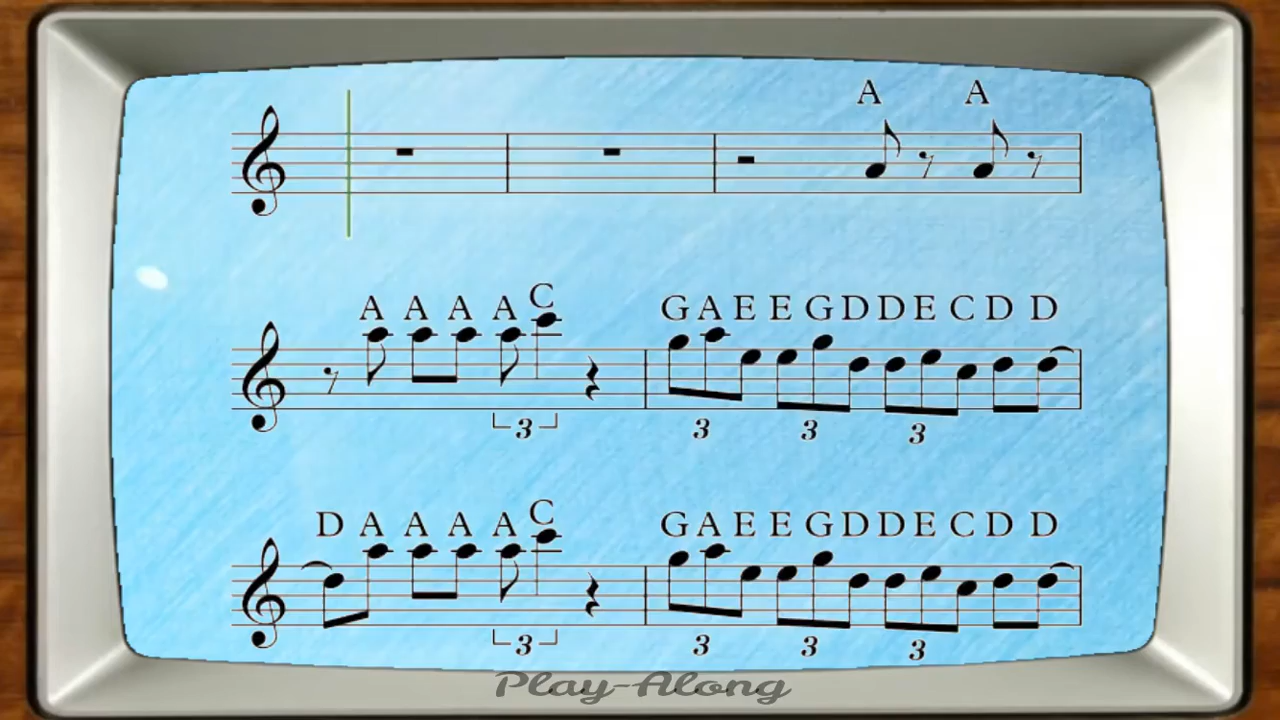 A A
A A A A C G A E E G D D E C D D
3 3 3 3
D A A A A C G A E E G D D E C D D
3 3 3 3
Play-Along